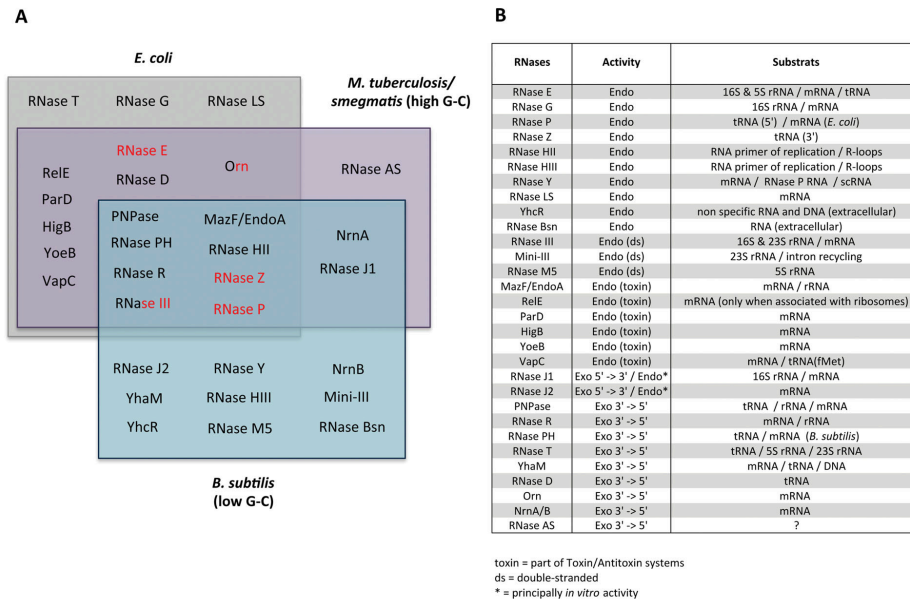 A
E. coli
M. tuberculosis/
smegmatis (high G-C)
RNase T RNase G RNase LS
RNase E Orn RNase AS
RelE RNase D
ParD
HigB
YoeB
VapC
PNPase MazF/EndoA NrnA
RNase PH RNase HII RNase J1
RNase R RNase Z
RNase III RNase P
RNase J2 RNase Y NrnB
YhaM RNase HIII Mini-III
YhcR RNase M5 RNase Bsn
B. subtilis
(low G-C)
B
RNases Activity Substrats
RNase E Endo 16S & 5S rRNA / mRNA / tRNA
RNase G Endo 16S rRNA / mRNA
RNase P Endo tRNA (5') / mRNA (E. coli)
RNase Z Endo tRNA (3')
RNase HII Endo RNA primer of replication / R-loops
RNase HIII Endo RNA primer of replication / R-loops
RNase Y Endo mRNA / RNase P RNA / scRNA
RNase LS Endo mRNA
YhcR Endo non specific RNA and DNA (extracellular)
RNase Bsn Endo RNA (extracellular)
RNase III Endo (ds) 16S & 23S rRNA / mRNA
Mini-III Endo (ds) 23S rRNA / intron recycling
RNase M5 Endo (ds) 5S rRNA
MazF/EndoA Endo (toxin) mRNA / rRNA
RelE Endo (toxin) mRNA (only when associated with ribosomes)
ParD Endo (toxin) mRNA
HigB Endo (toxin) mRNA
YoeB Endo (toxin) mRNA
VapC Endo (toxin) mRNA / tRNA(fMet)
RNase J1 Exo 5' -> 3' / Endo* 16S rRNA / mRNA
RNase J2 Exo 5' -> 3' / Endo* mRNA
PNPase Exo 3' -> 5' tRNA / rRNA / mRNA
RNase R Exo 3' -> 5' mRNA / rRNA
RNase PH Exo 3' -> 5' tRNA / mRNA (B. subtilis)
RNase T Exo 3' -> 5' tRNA / 5S rRNA / 23S rRNA
YhaM Exo 3' -> 5' mRNA / tRNA / DNA
RNase D Exo 3' -> 5' tRNA
Orn Exo 3' -> 5' mRNA
NrnA/B Exo 3' -> 5' mRNA
RNase AS Exo 3' -> 5' ?
toxin = part of Toxin/Antitoxin systems
ds = double-stranded
* = principally in vitro activity